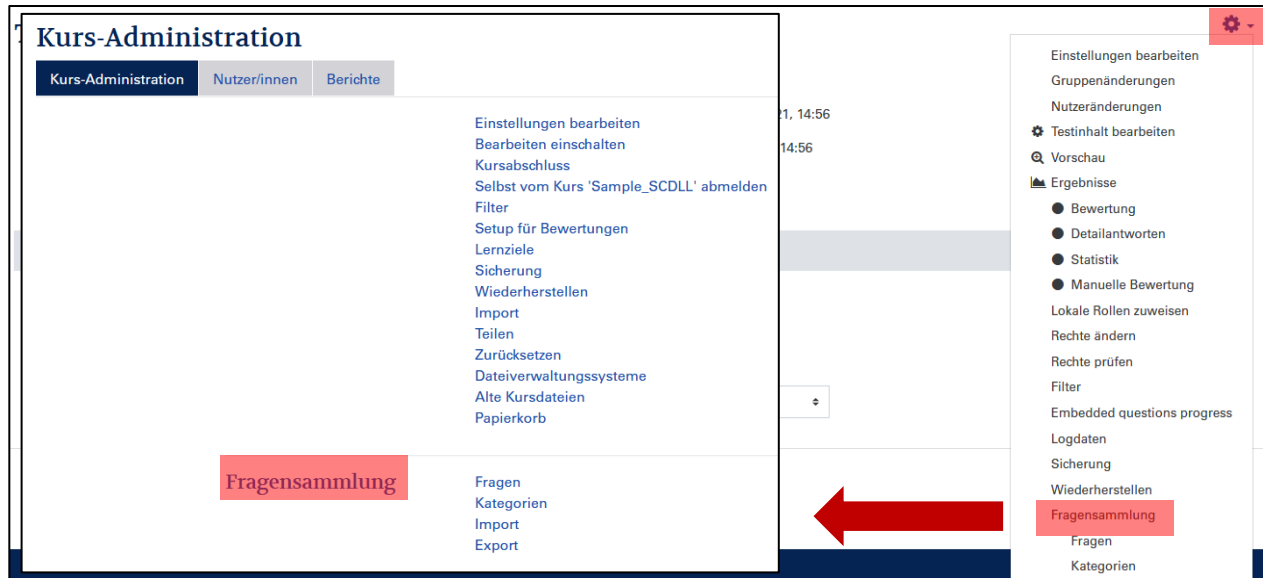 Kurs-Administration
Kurs-Administration Nutzer/innen Berichte
Einstellungen bearbeiten
Bearbeiten einschalten
Kursabschluss
Selbst vom Kurs 'Sample_SCDLL' abmelden
Filter
Setup für Bewertungen
Lernziele
Sicherung
Wiederherstellen
Import
Teilen
Zurücksetzen
Dateiverwaltungssysteme
Alte Kursdateien
Papierkorb
Fragensammlung
Fragen
Kategorien
Import
Export
14:56
14:56
Einstellungen bearbeiten
Gruppenänderungen
Nutzeränderungen
Testinhalt bearbeiten
Vorschau
Ergebnisse
Bewertung
Detailantworten
Statistik
Manuelle Bewertung
Lokale Rollen zuweisen
Rechte ändern
Rechte prüfen
Filter
Embedded questions progress
Logdaten
Sicherung
Wiederherstellen
Fragensammlung
Fragen
Kategorien